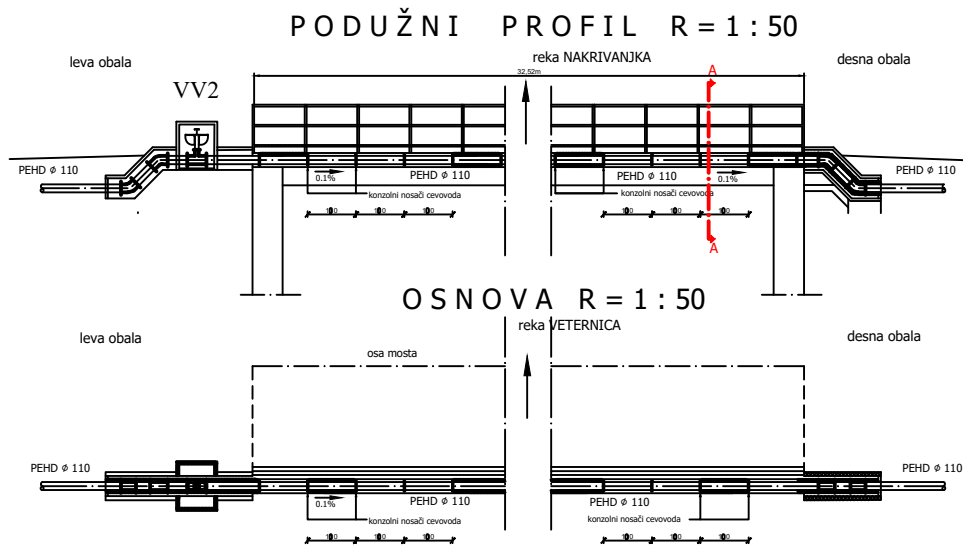 PODUŽNI PROFIL R = 1 : 50
leva obala
reka NAKRIVANJKA
desna obala
32,52m
A
VV2
PEHD ϕ 110
PEHD ϕ 110
0.1%
PEHD ϕ 110
PEHD ϕ 110
0.1%
konzolni nosači cevovoda
konzolni nosači cevovoda
A
OSNOVA R = 1 : 50
reka VETERNICA
leva obala
desna obala
osa mosta
PEHD ϕ 110
PEHD ϕ 110
0.1%
PEHD ϕ 110
PEHD ϕ 110
konzolni nosači cevovoda
konzolni nosači cevovoda